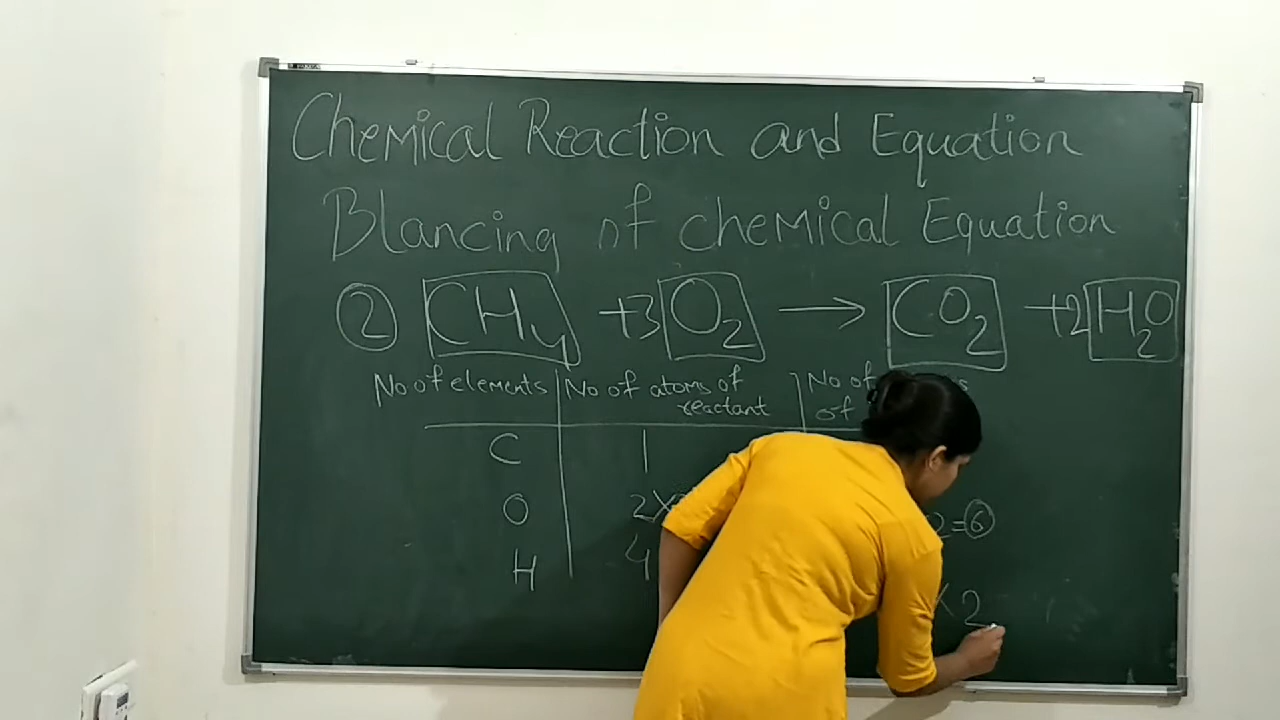 Chemical Reaction and Equation
Blancing of chemical Equation
2 CH4 +3 O2 → CO2 +2 H2O
No of elements No of atoms of reactant No of
of
C 1
O 2× 2=6
H 4
× 2